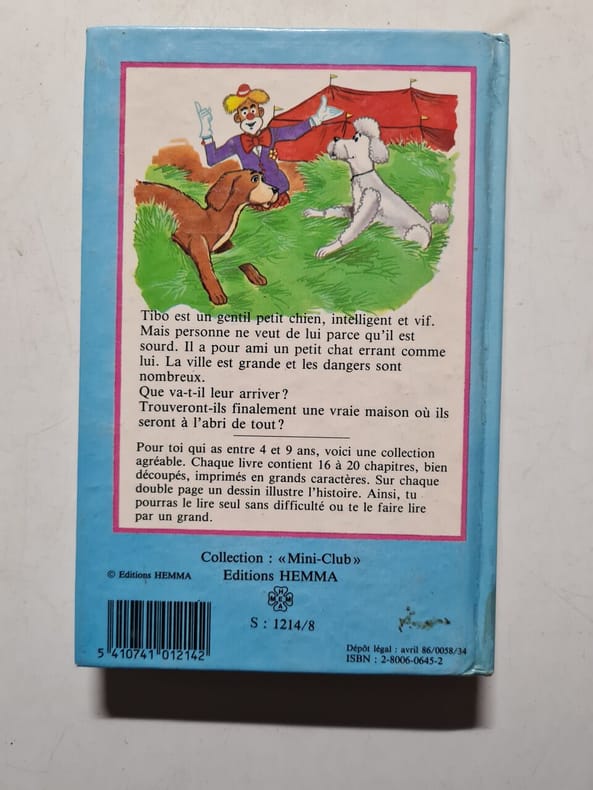 Tibo est un gentil petit chien, intelligent et vif.
Mais personne ne veut de lui parce qu'il est
sourd. Il a pour ami un petit chat errant comme
lui. La ville est grande et les dangers sont
nombreux.
Que va-t-il leur arriver ?
Trouveront-ils finalement une vraie maison où ils
seront à l'abri de tout ?
Pour toi qui as entre 4 et 9 ans, voici une collection
agréable. Chaque livre contient 16 à 20 chapitres, bien
découpés, imprimés en grands caractères. Sur chaque
double page un dessin illustre l'histoire. Ainsi, tu
pourras le lire seul sans difficulté ou te le faire lire
par un grand.
Collection : « Mini-Club »
© Editions HEMMA Editions HEMMA
HEMA
S : 1214/8
5 410741 012142
Dépôt légal : avril 86/0058/34
ISBN : 2-8006-0645-2